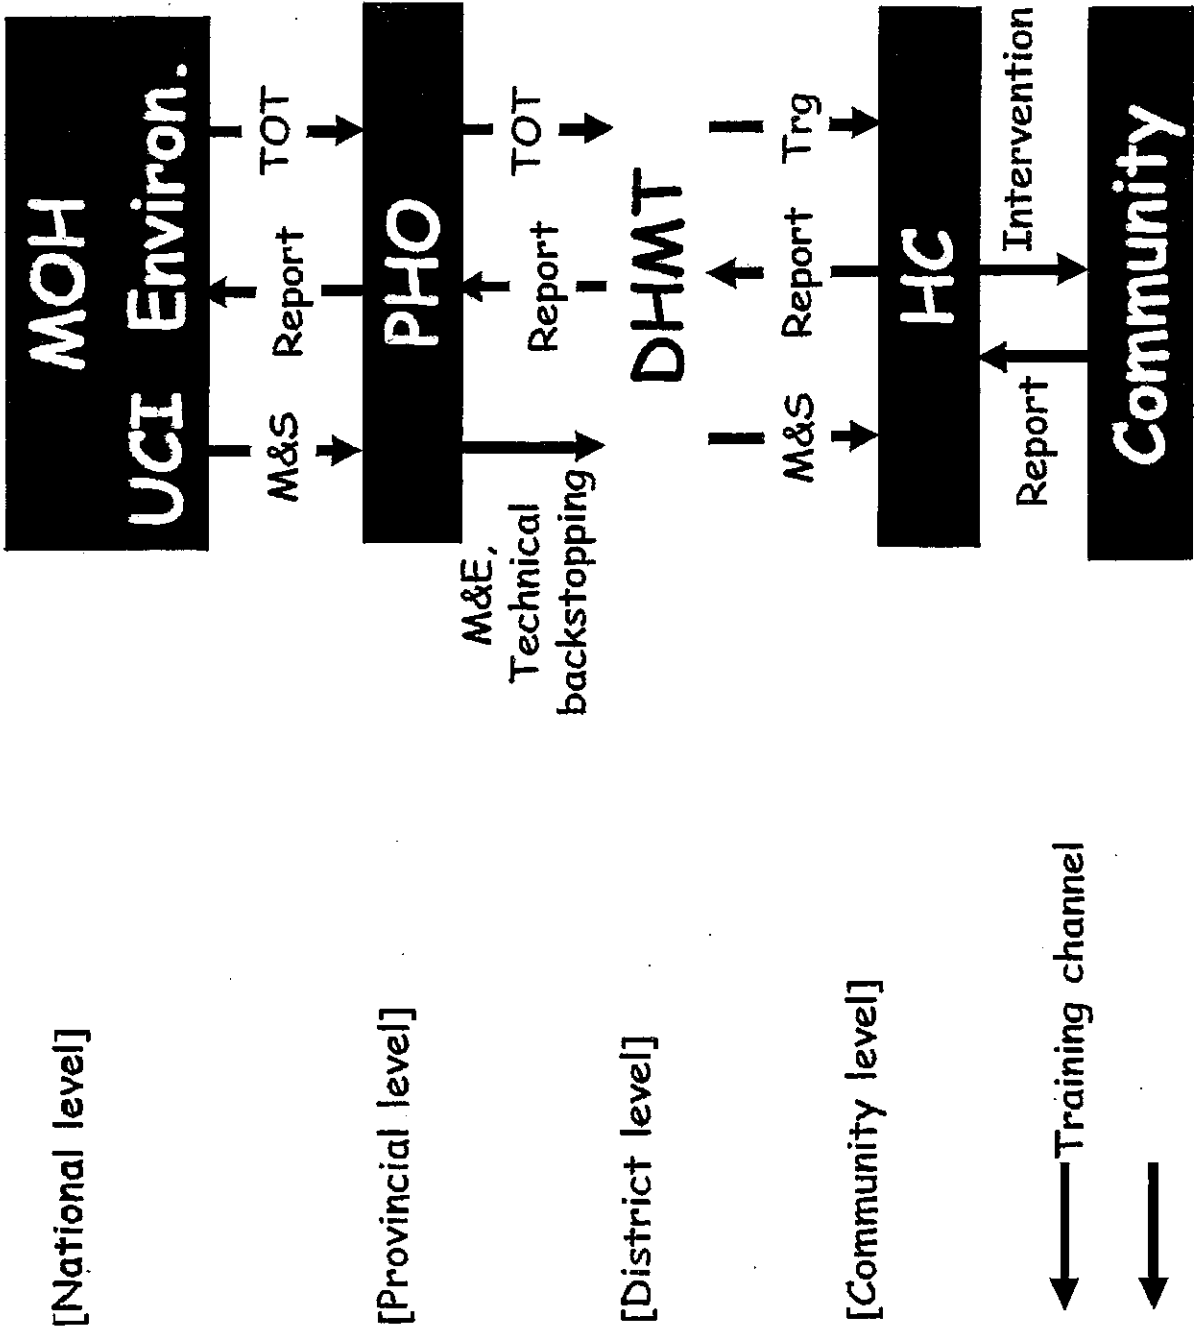 [National level]
MOH
UCI Environ.
M&S
Report
TOT
[Provincial level]
PHO
M&E,
Technical
backstopping
Report
TOT
[District level]
DHMT
M&S
Report
Trg
[Community level]
HC
Report
Intervention
Training channel
Community